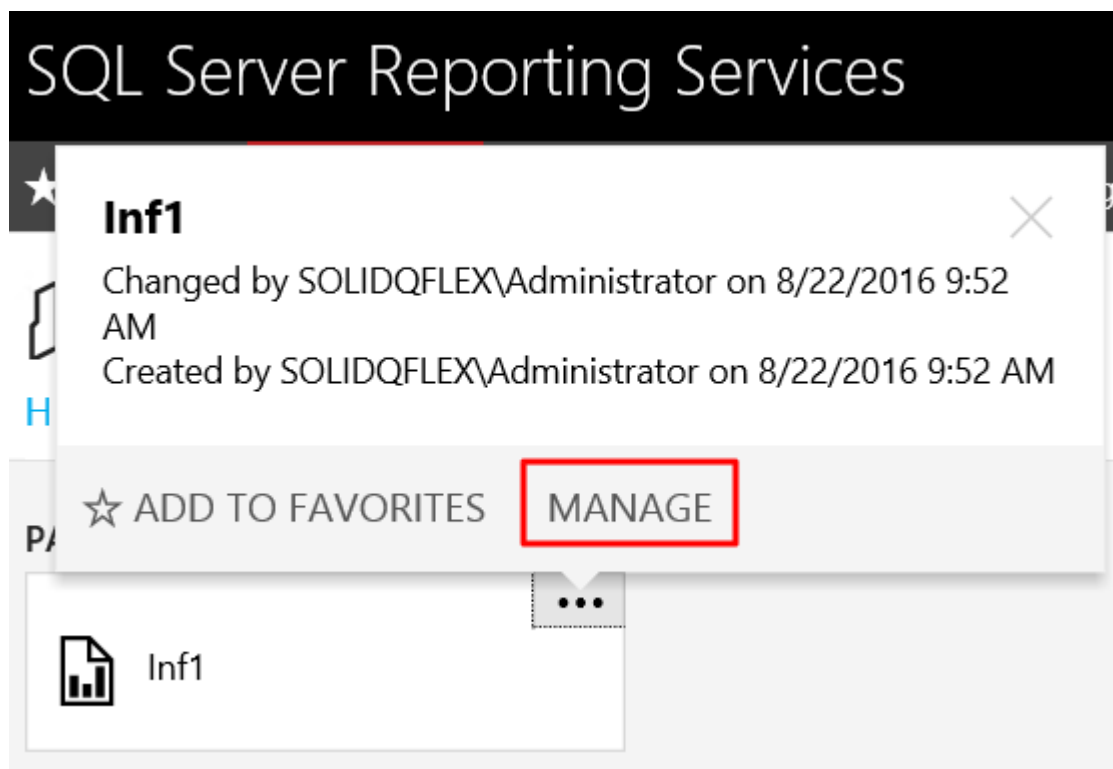 SQL Server Reporting Services
Inf1
Changed by SOLIDQFLEX\Administrator on 8/22/2016 9:52
AM
Created by SOLIDQFLEX\Administrator on 8/22/2016 9:52 AM
ADD TO FAVORITES MANAGE
Inf1